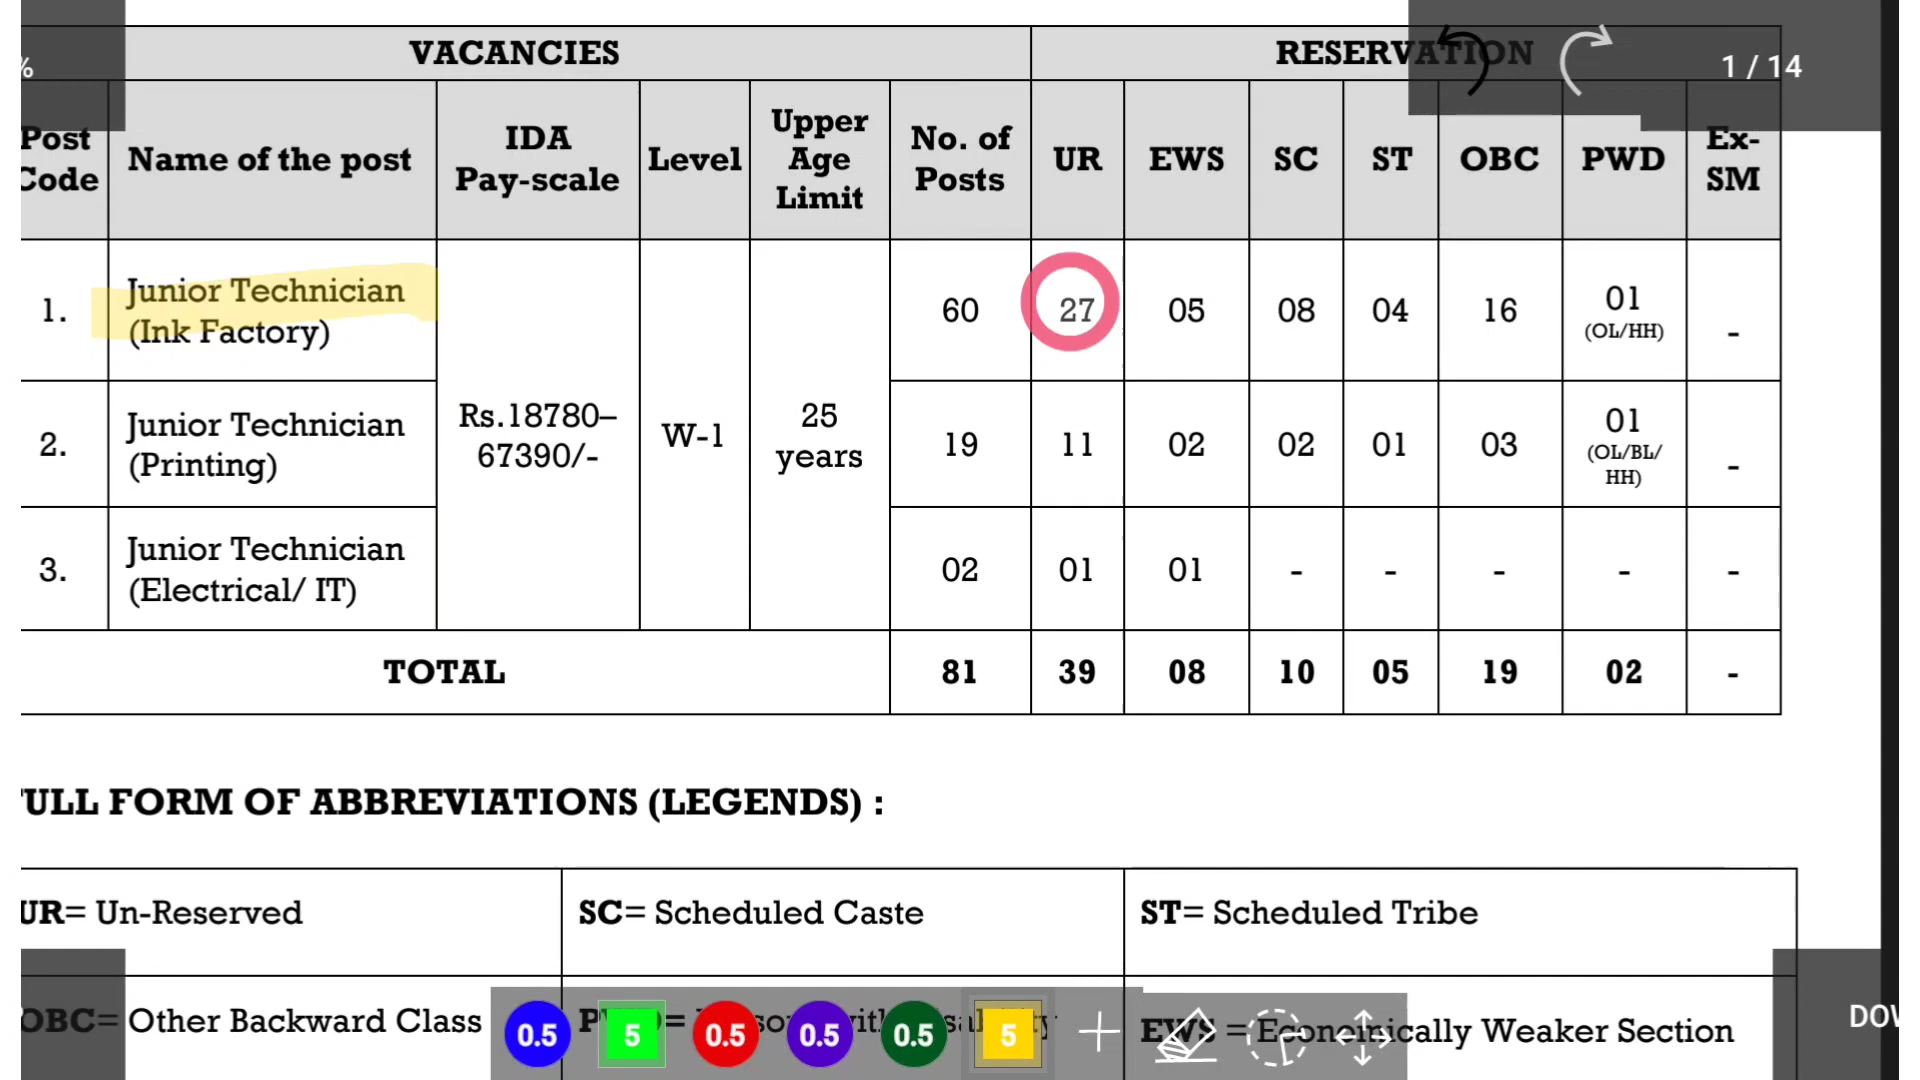 VACANCIES
RESERVATION
%
1 / 14
Post Code
Name of the post
IDA Pay-scale
Level
Upper Age Limit
No. of Posts
UR
EWS
SC
ST
OBC
PWD
Ex-SM
1.
Junior Technician
(Ink Factory)
60
27
05
08
04
16
01
(OL/HH)
-
Rs.18780–
67390/-
W-1
25
years
2.
Junior Technician
(Printing)
19
11
02
02
01
03
01
(OL/BL/
HH)
-
3.
Junior Technician
(Electrical/ IT)
02
01
01
-
-
-
-
-
TOTAL
81
39
08
10
05
19
02
-
ULL FORM OF ABBREVIATIONS (LEGENDS) :
UR= Un-Reserved
SC= Scheduled Caste
ST= Scheduled Tribe
OBC= Other Backward Class
EWS = Economically Weaker Section
0.5
5
0.5
0.5
0.5
5
DOW